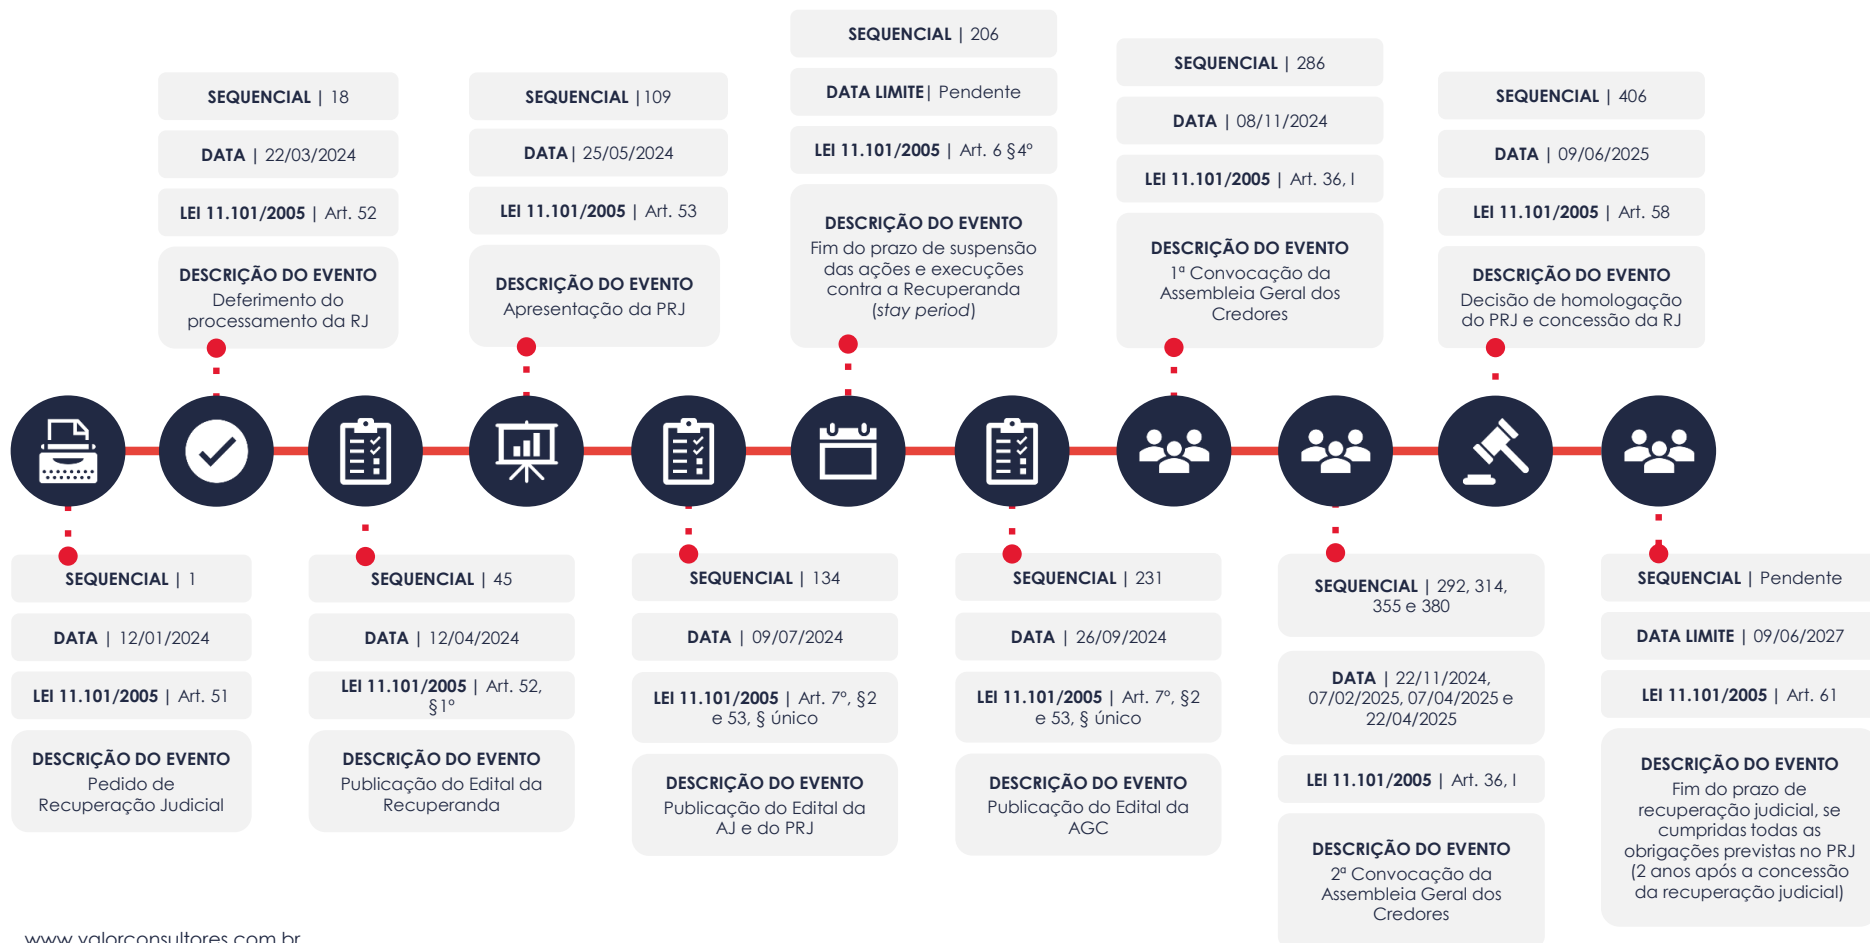 SEQUENCIAL | 18
DATA | 22/03/2024
LEI 11.101/2005 | Art. 52
DESCRIÇÃO DO EVENTO
Deferimento do
processamento da RJ
SEQUENCIAL |109
DATA| 25/05/2024
LEI 11.101/2005 | Art. 53
DESCRIÇÃO DO EVENTO
Apresentação da PRJ
SEQUENCIAL | 206
DATA LIMITE| Pendente
LEI 11.101/2005 | Art. 6 §4º
DESCRIÇÃO DO EVENTO
Fim do prazo de suspensão
das ações e execuções
contra a Recuperanda
(stay period)
SEQUENCIAL | 286
DATA | 08/11/2024
LEI 11.101/2005 | Art. 36, I
DESCRIÇÃO DO EVENTO
1ª Convocação da
Assembleia Geral dos
Credores
SEQUENCIAL | 406
DATA | 09/06/2025
LEI 11.101/2005 | Art. 58
DESCRIÇÃO DO EVENTO
Decisão de homologação
do PRJ e concessão da RJ
SEQUENCIAL | 1
DATA | 12/01/2024
LEI 11.101/2005 | Art. 51
DESCRIÇÃO DO EVENTO
Pedido de
Recuperação Judicial
SEQUENCIAL | 45
DATA | 12/04/2024
LEI 11.101/2005 | Art. 52,
§1º
DESCRIÇÃO DO EVENTO
Publicação do Edital da
Recuperanda
SEQUENCIAL | 134
DATA | 09/07/2024
LEI 11.101/2005 | Art. 7º, §2
e 53, § único
DESCRIÇÃO DO EVENTO
Publicação do Edital da
AJ e do PRJ
SEQUENCIAL | 231
DATA | 26/09/2024
LEI 11.101/2005 | Art. 7º, §2
e 53, § único
DESCRIÇÃO DO EVENTO
Publicação do Edital da
AGC
SEQUENCIAL | 292, 314,
355 e 380
DATA | 22/11/2024,
07/02/2025, 07/04/2025 e
22/04/2025
LEI 11.101/2005 | Art. 36, I
DESCRIÇÃO DO EVENTO
2ª Convocação da
Assembleia Geral dos
Credores
SEQUENCIAL | Pendente
DATA LIMITE | 09/06/2027
LEI 11.101/2005 | Art. 61
DESCRIÇÃO DO EVENTO
Fim do prazo de
recuperação judicial, se
cumpridas todas as
obrigações previstas no PRJ
(2 anos após a concessão
da recuperação judicial)
www.valorconsultores.com.br